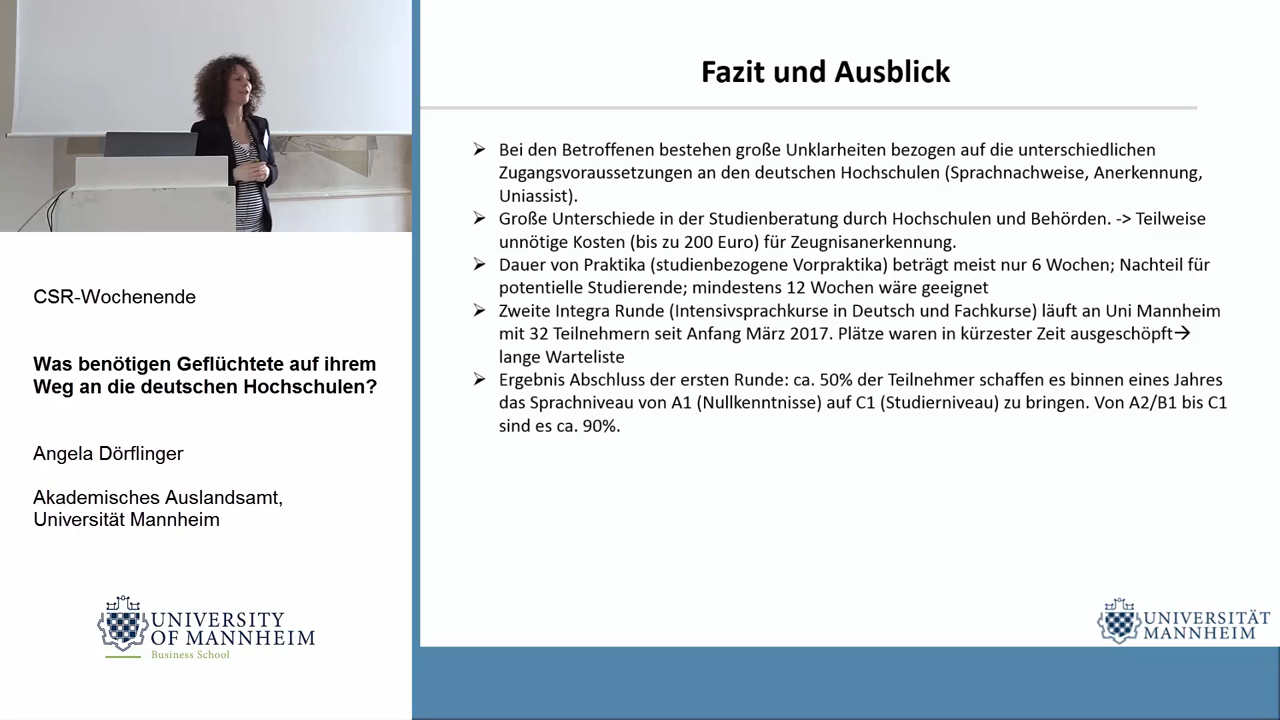 CSR-Wochenende
Was benötigen Geflüchtete auf ihrem
Weg an die deutschen Hochschulen?
Angela Dörflinger
Akademisches Auslandsamt,
Universität Mannheim
UNIVERSITY
OF MANNHEIM
Business School
Fazit und Ausblick
➢ Bei den Betroffenen bestehen große Unklarheiten bezogen auf die unterschiedlichen
Zugangsvoraussetzungen an den deutschen Hochschulen (Sprachnachweise, Anerkennung,
Uniassist).
➢ Große Unterschiede in der Studienberatung durch Hochschulen und Behörden. -> Teilweise
unnötige Kosten (bis zu 200 Euro) für Zeugnisanerkennung.
➢ Dauer von Praktika (studienbezogene Vorpraktika) beträgt meist nur 6 Wochen; Nachteil für
potentielle Studierende; mindestens 12 Wochen wäre geeignet
➢ Zweite Integra Runde (Intensivsprachkurse in Deutsch und Fachkurse) läuft an Uni Mannheim
mit 32 Teilnehmern seit Anfang März 2017. Plätze waren in kürzester Zeit ausgeschöpft→
lange Warteliste
➢ Ergebnis Abschluss der ersten Runde: ca. 50% der Teilnehmer schaffen es binnen eines Jahres
das Sprachniveau von A1 (Nullkenntnisse) auf C1 (Studierniveau) zu bringen. Von A2/B1 bis C1
sind es ca. 90%.
UNIVERSITÄT
MANNHEIM